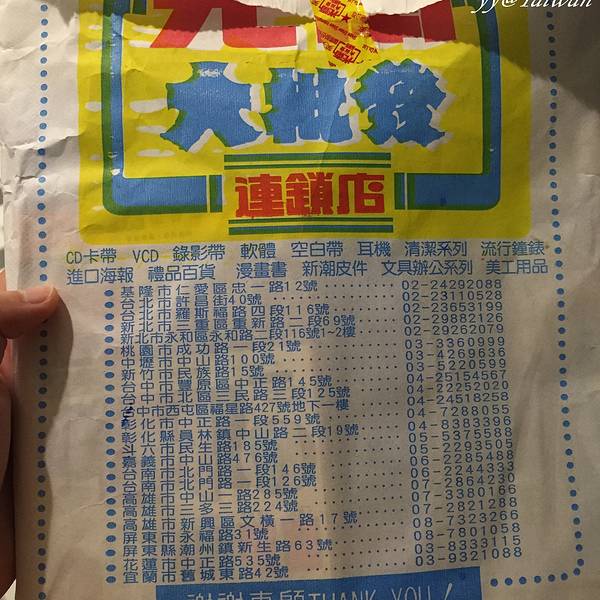 yy@Taiwan
大批發
連鎖店
CD卡帶 VCD 錄影帶 軟體 空白帶 耳機 清潔系列 流行鐘錶
進口海報 禮品百貨 漫畫書 新潮皮件 文具辦公系列 美工用品
基隆市仁愛區忠一路12號 02-24292088
台北市許昌街40號 02-23110528
台北市羅斯福路四段116號 02-23653198
新北市三重區重新路一段69號 02-29882126
新北市永和區永和路二段116號1~2樓 02-29262079
桃園市成功路一段21號 03-3360999
中壢市中山路100號 03-4269636
新竹市民族路15號 03-5220599
台中市豐原區中正路145號 04-25154567
台中市北區三民路三段125號 04-22252020
台中市西屯區福星路427號地下一樓 04-24518258
彰化市中正路一段559號 04-7288055
彰化縣員林鎮中山路二段19號 04-8383396
斗六市民生路185號 05-5375588
嘉義市中山路476號 05-2293505
台南市北門路一段146號 06-2285488
台南市北門路一段126號 06-2244333
高雄市中山一路285號 07-2864230
高雄市三多三路224號 07-3380166
高雄市新興區文橫一路17號 07-2821287
屏東市永福路31號 08-7323266
屏東縣潮州鎮新生路63號 08-7801058
花蓮市中正路535號 03-8333115
宜蘭市舊城東路42號 03-9321088
謝謝惠顧THANK YOU!